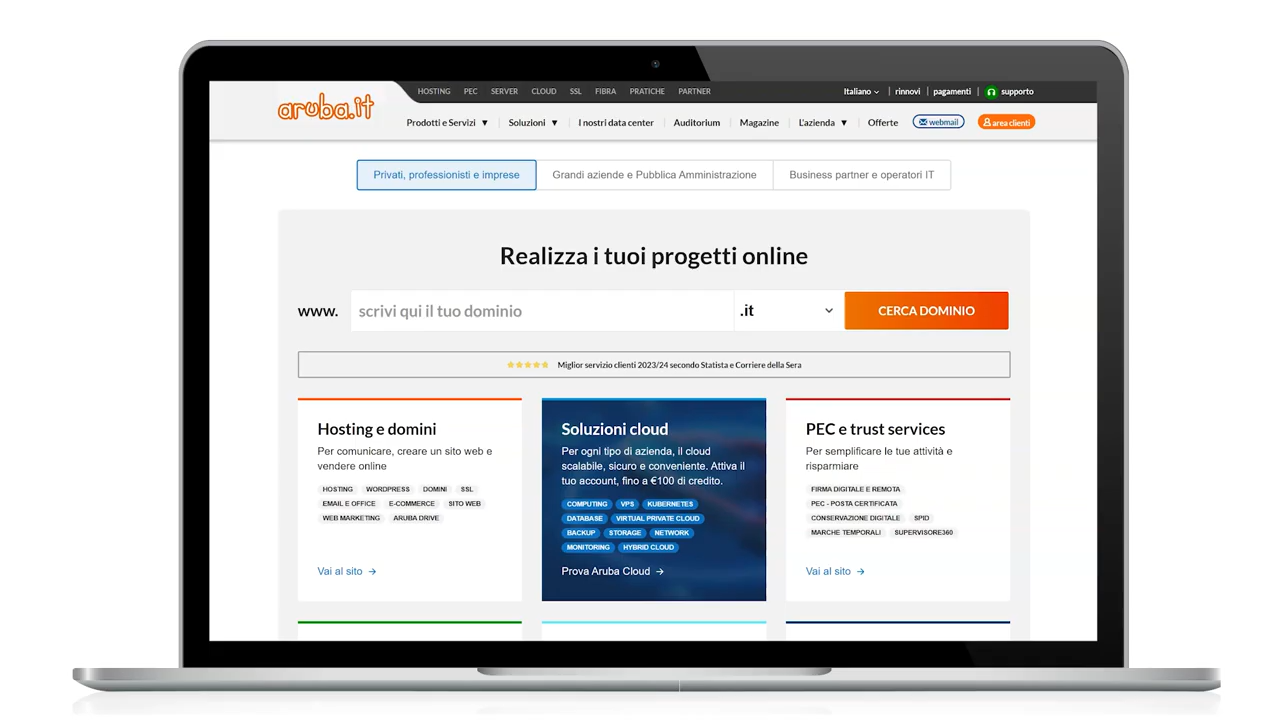 aruba.it
HOSTING PEC SERVER CLOUD SSL FIBRA PRATICHE PARTNER
Italiano rinnovi pagamenti supporto
Prodotti e Servizi Soluzioni I nostri data center Auditorium Magazine L'azienda Offerte webmail area clienti
Privati, professionisti e imprese Grandi aziende e Pubblica Amministrazione Business partner e operatori IT
Realizza i tuoi progetti online
www. scrivi qui il tuo dominio .it CERCA DOMINIO
Miglior servizio clienti 2023/24 secondo Statista e Corriere della Sera
Hosting e domini
Per comunicare, creare un sito web e
vendere online
HOSTING WORDPRESS DOMINI SSL
EMAIL E OFFICE E-COMMERCE SITO WEB
WEB MARKETING ARUBA DRIVE
Vai al sito →
Soluzioni cloud
Per ogni tipo di azienda, il cloud
scalabile, sicuro e conveniente. Attiva il
tuo account, fino a €100 di credito.
COMPUTING VPS KUBERNETES
DATABASE VIRTUAL PRIVATE CLOUD
BACKUP STORAGE NETWORK
MONITORING HYBRID CLOUD
Prova Aruba Cloud →
PEC e trust services
Per semplificare le tue attività e
risparmiare
FIRMA DIGITALE E REMOTA
PEC - POSTA CERTIFICATA
CONSERVAZIONE DIGITALE SPID
MARCHE TEMPORALI SUPERVISORE360
Vai al sito →